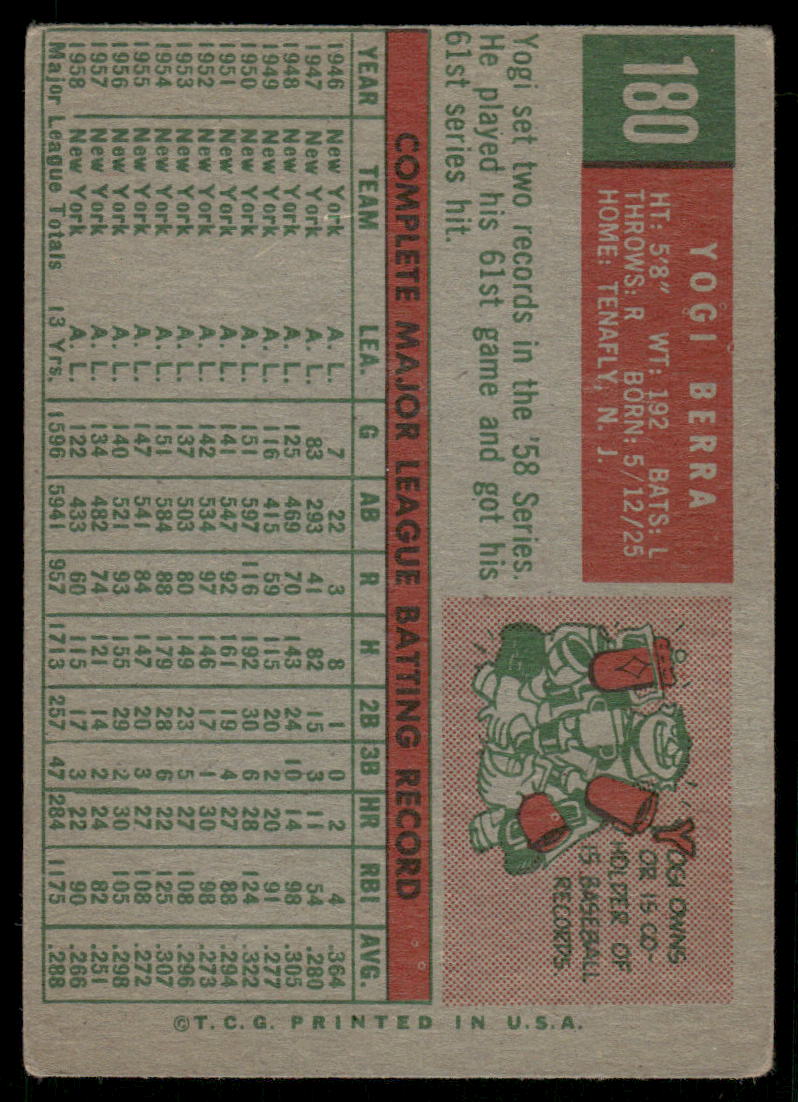 180
YOGI BERRA
HT: 5'8" WT: 192 BATS: L
THROWS: R BORN: 5/12/25
HOME: TENAFLY, N. J.
Yogi set two records in the '58 Series.
He played his 61st game and got his
61st series hit.
YOGI OWNS
OR IS CO-
HOLDER OF
15 BASEBALL
RECORDS.
COMPLETE MAJOR LEAGUE BATTING RECORD
YEAR TEAM LEA. G AB R H 2B 3B HR RBI AVG.
1946 New York A. L. 7 22 3 8 1 0 2 4 .364
1947 New York A. L. 83 293 41 82 15 3 11 54 .280
1948 New York A. L. 125 469 70 143 24 10 14 98 .305
1949 New York A. L. 116 415 59 115 20 2 20 91 .277
1950 New York A. L. 151 597 116 192 30 6 28 124 .322
1951 New York A. L. 141 547 92 161 19 4 27 88 .294
1952 New York A. L. 142 534 97 146 17 1 30 98 .273
1953 New York A. L. 137 503 80 149 23 5 27 108 .296
1954 New York A. L. 151 584 88 179 28 6 22 125 .307
1955 New York A. L. 147 541 84 147 20 3 27 108 .272
1956 New York A. L. 140 521 93 155 29 2 30 105 .298
1957 New York A. L. 134 482 74 121 14 2 24 82 .251
1958 New York A. L. 122 433 60 115 17 3 22 90 .266
Major League Totals 13 Yrs. 1596 5941 957 1713 257 47 284 1175 .288
©T.C.G. PRINTED IN U.S.A.